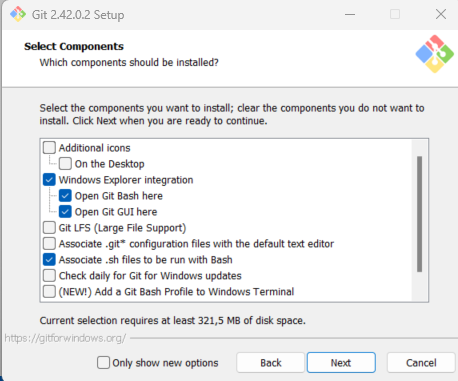 Git 2.42.0.2 Setup
Select Components
Which components should be installed?
Select the components you want to install; clear the components you do not want to
install. Click Next when you are ready to continue.
Additional icons
On the Desktop
Windows Explorer integration
Open Git Bash here
Open Git GUI here
Git LFS (Large File Support)
Associate .git* configuration files with the default text editor
Associate .sh files to be run with Bash
Check daily for Git for Windows updates
(NEW!) Add a Git Bash Profile to Windows Terminal
Current selection requires at least 321,5 MB of disk space.
https://gitforwindows.org/
Only show new options
Back
Next
Cancel